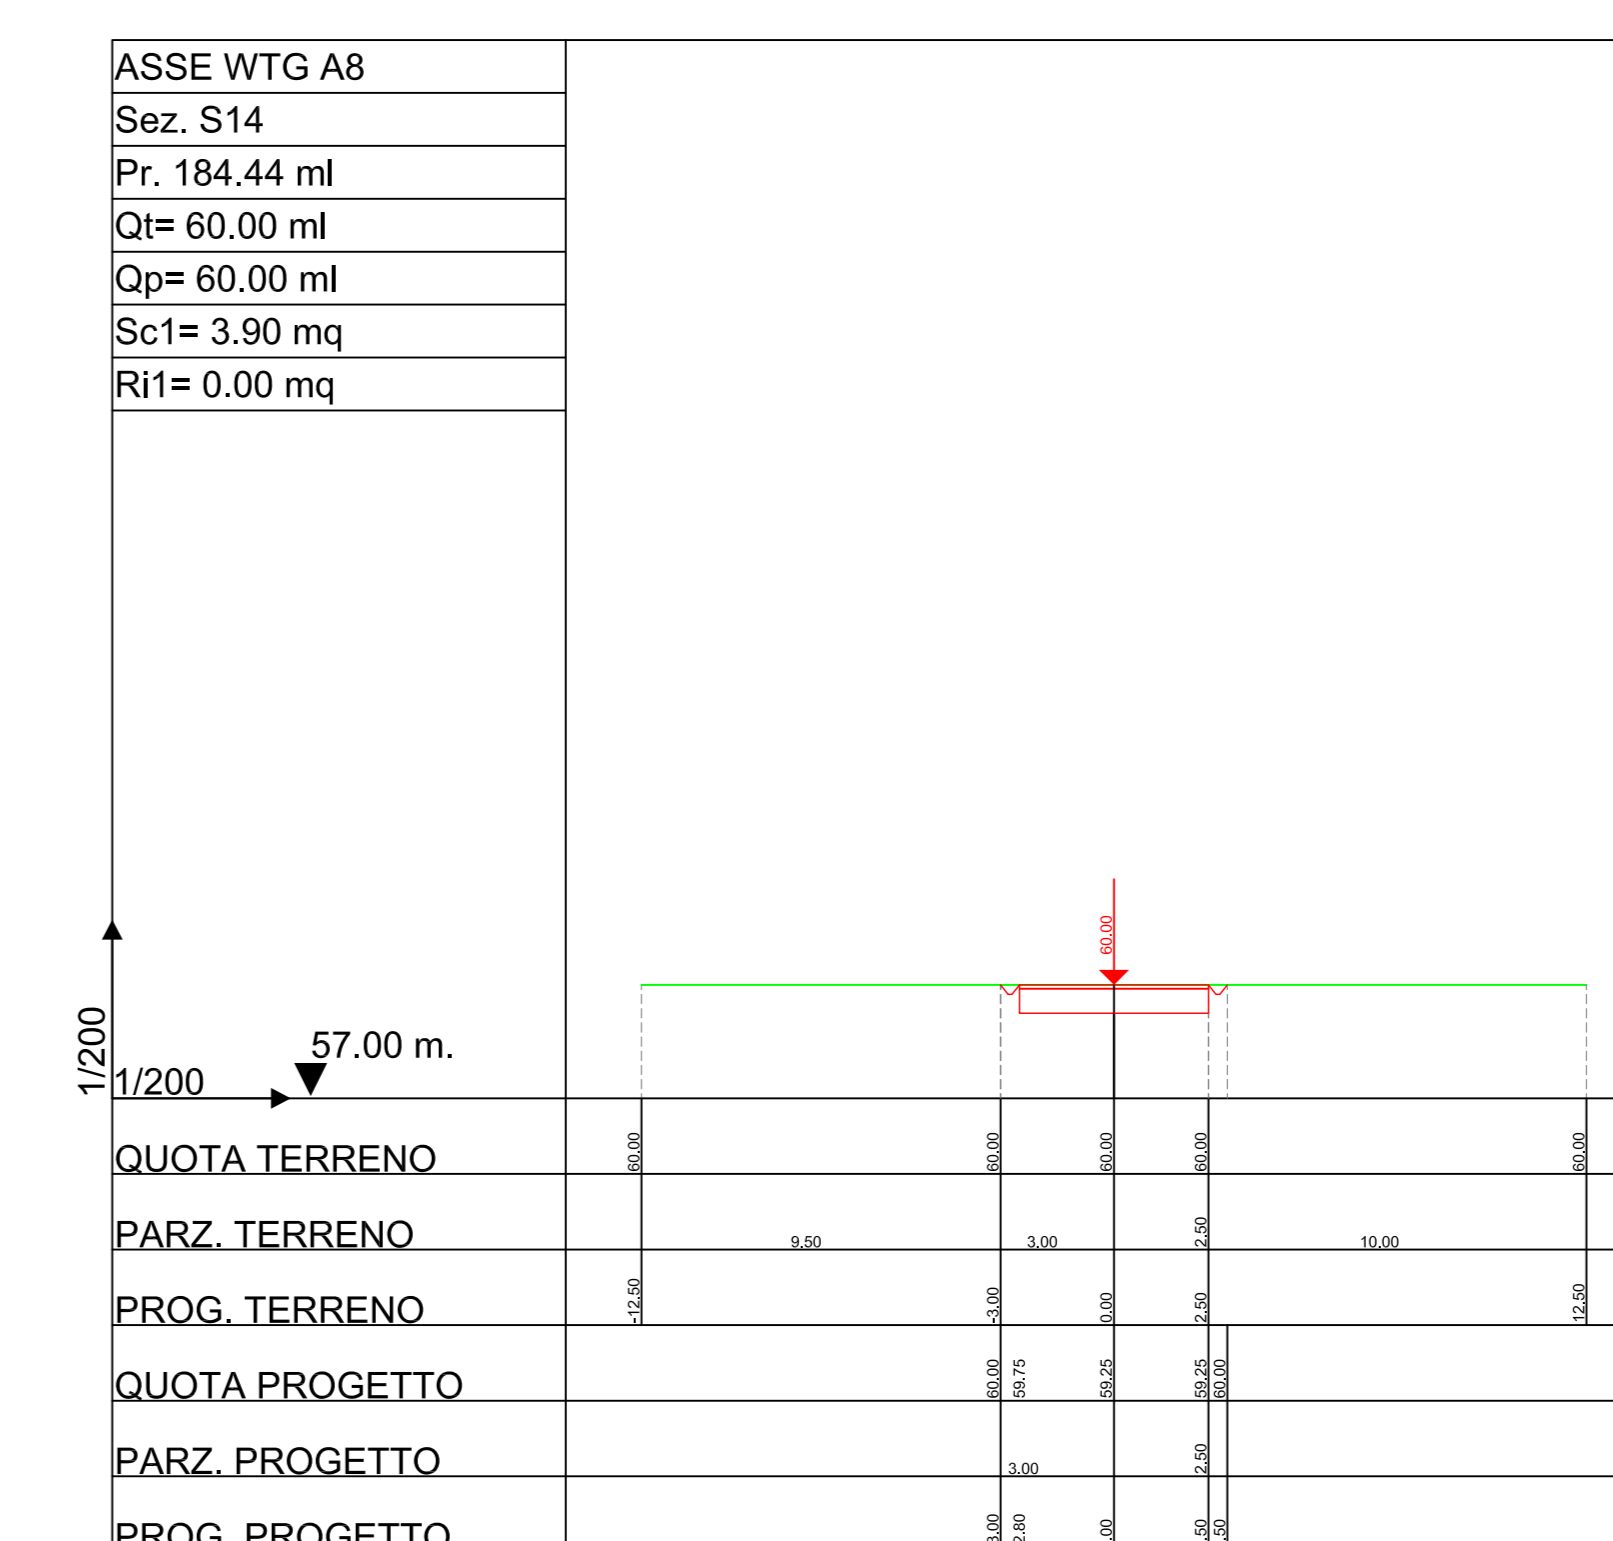 ASSE WTG A8
Sez. S14
Pr. 184.44 ml
Qt= 60.00 ml
Qp= 60.00 ml
Sc1= 3.90 mq
Ri1= 0.00 mq
60.00
1/200
57.00 m.
1/200
QUOTA TERRENO 60.00 60.00 60.00 60.00 60.00
PARZ. TERRENO 9.50 3.00 2.50 10.00
PROG. TERRENO -12.50 -3.00 0.00 2.50 12.50
QUOTA PROGETTO 60.00 59.75 59.25 59.25 60.00
PARZ. PROGETTO 3.00 2.50
PROG. PROGETTO